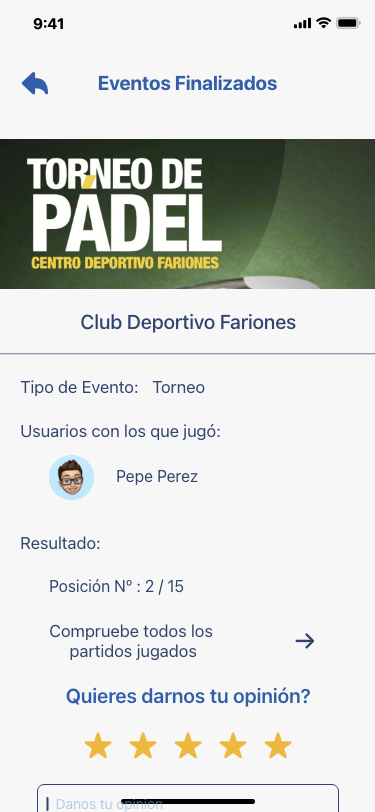 9:41
Eventos Finalizados
TORNEO DE
PADEL
CENTRO DEPORTIVO FARIONES
Club Deportivo Fariones
Tipo de Evento: Torneo
Usuarios con los que jugó:
Pepe Perez
Resultado:
Posición Nº : 2 / 15
Compruebe todos los
partidos jugados
Quieres darnos tu opinión?
Danos tu opinion